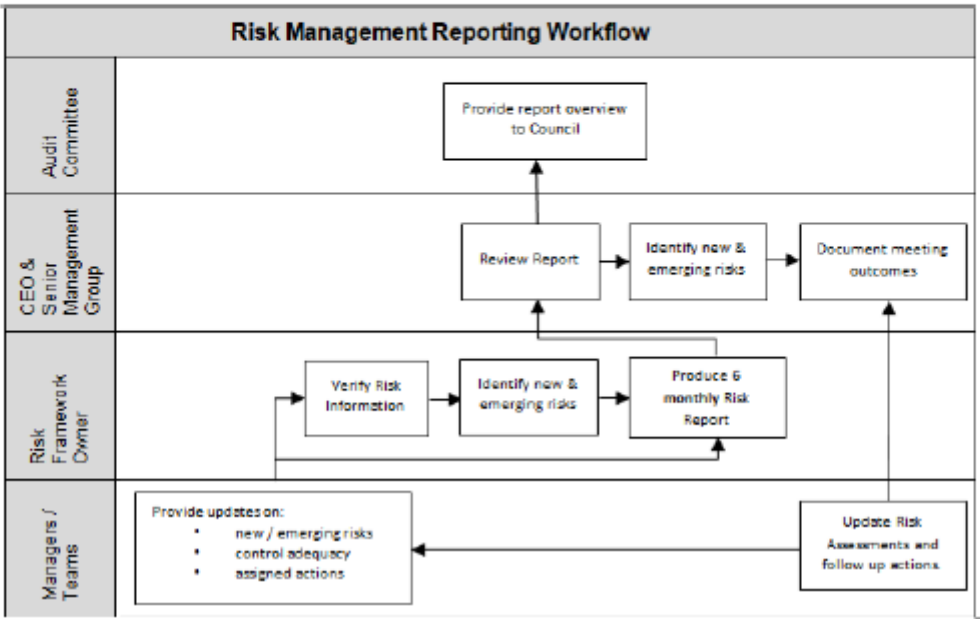 Risk Management Reporting Workflow
Audit
Committee
Provide report overview
to Council
CEO &
Senior
Management
Group
Review Report
Identify new &
emerging risks
Document meeting
outcomes
Risk
Framework
Owner
Verify Risk
Information
Identify new &
emerging risks
Produce 6
monthly Risk
Report
Managers /
Teams
Provide updates on:
• new / emerging risks
• control adequacy
• assigned actions
Update Risk
Assessments and
follow up actions